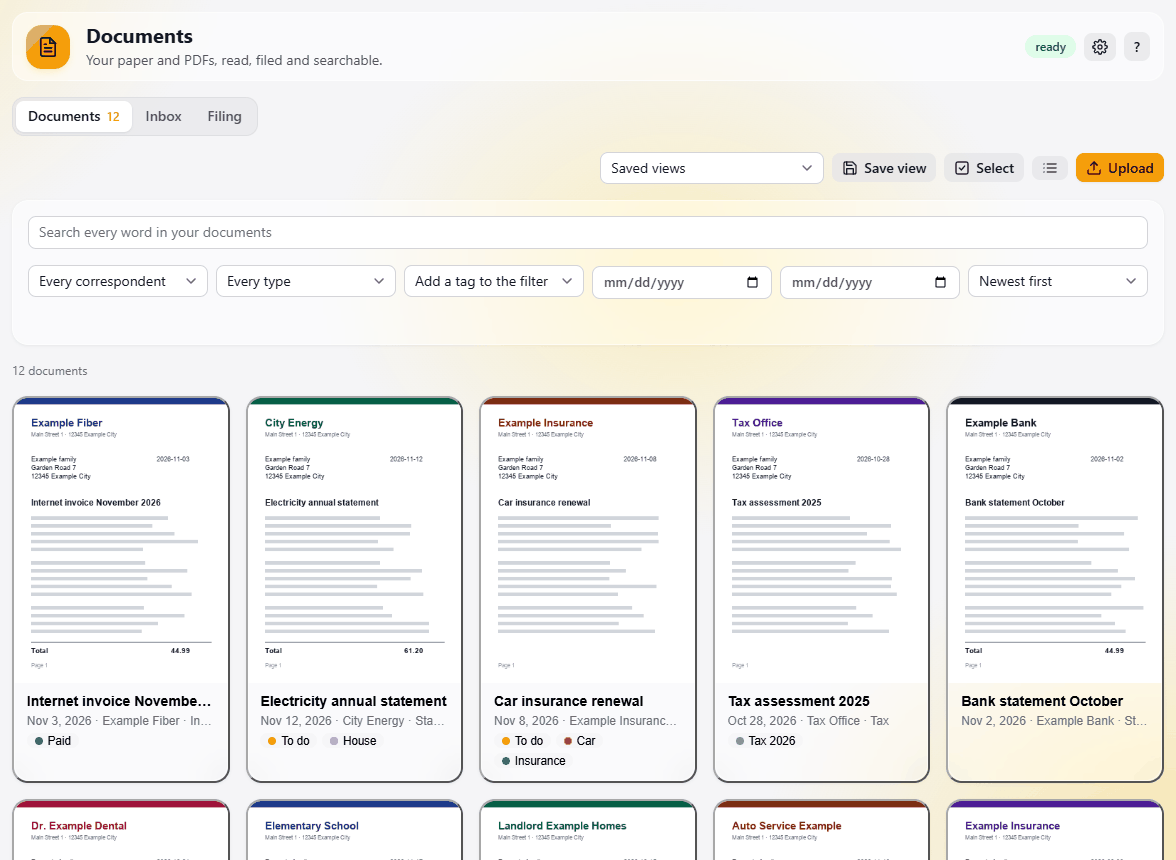 Documents
Your paper and PDFs, read, filed and searchable.
ready
?
Documents 12
Inbox
Filing
Saved views
Save view
Select
Upload
Search every word in your documents
Every correspondent
Every type
Add a tag to the filter
mm/dd/yyyy
mm/dd/yyyy
Newest first
12 documents
Example Fiber
Main Street 1 · 12345 Example City
Example family 2026-11-03
Garden Road 7
12345 Example City
Internet invoice November 2026
Total 44.99
Page 1
Internet invoice Novembe…
Nov 3, 2026 · Example Fiber · In…
Paid
City Energy
Main Street 1 · 12345 Example City
Example family 2026-11-12
Garden Road 7
12345 Example City
Electricity annual statement
Total 61.20
Page 1
Electricity annual statement
Nov 12, 2026 · City Energy · Sta…
To do
House
Example Insurance
Main Street 1 · 12345 Example City
Example family 2026-11-08
Garden Road 7
12345 Example City
Car insurance renewal
Page 1
Car insurance renewal
Nov 8, 2026 · Example Insuranc…
To do
Car
Insurance
Tax Office
Main Street 1 · 12345 Example City
Example family 2026-10-28
Garden Road 7
12345 Example City
Tax assessment 2025
Page 1
Tax assessment 2025
Oct 28, 2026 · Tax Office · Tax
Tax 2026
Example Bank
Main Street 1 · 12345 Example City
Example family 2026-11-02
Garden Road 7
12345 Example City
Bank statement October
Total 44.99
Page 1
Bank statement October
Nov 2, 2026 · Example Bank · St…
Dr. Example Dental
Main Street 1 · 12345 Example City
Elementary School
Main Street 1 · 12345 Example City
Landlord Example Homes
Main Street 1 · 12345 Example City
Auto Service Example
Main Street 1 · 12345 Example City
Example Insurance
Main Street 1 · 12345 Example City